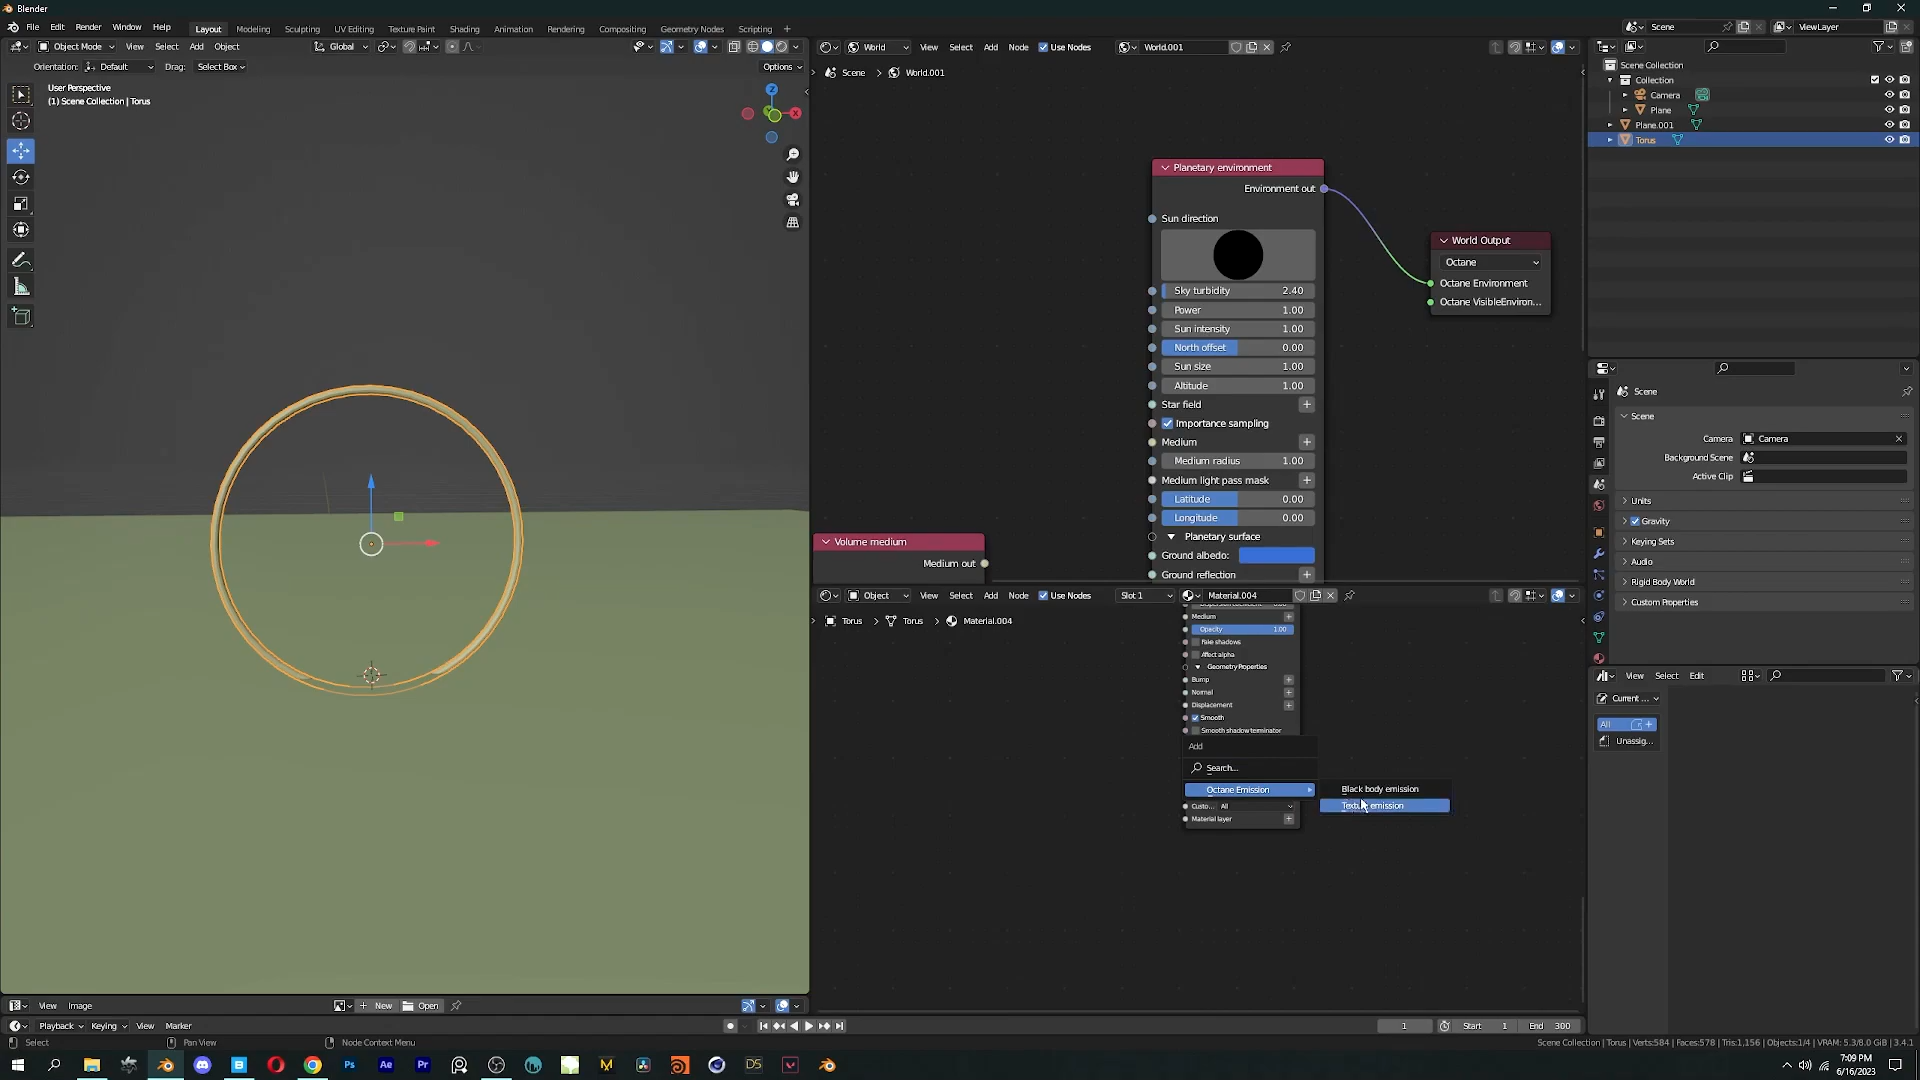 Blender
File Edit Render Window Help
Layout Modeling Sculpting UV Editing Texture Paint Shading Animation Rendering Compositing Geometry Nodes Scripting +
Scene
ViewLayer
Object Mode View Select Add Object
Global
Orientation: Default Drag: Select Box
Options
User Perspective
(1) Scene Collection | Torus
Z
X
World View Select Add Node Use Nodes World.001
Scene > World.001
Planetary environment
Environment out
Sun direction
Sky turbidity 2.40
Power 1.00
Sun intensity 1.00
North offset 0.00
Sun size 1.00
Altitude 1.00
Star field
Importance sampling
Medium
Medium radius 1.00
Medium light pass mask
Latitude 0.00
Longitude 0.00
Planetary surface
Ground albedo:
Ground reflection
World Output
Octane
Octane Environment
Octane VisibleEnviron...
Volume medium
Medium out
Object View Select Add Node Use Nodes Slot 1 Material.004
Torus > Torus > Material.004
Medium
Opacity 1.00
Fake shadows
Affect alpha
Geometry Properties
Bump
Normal
Displacement
Smooth
Smooth shadow terminator
Add
Search...
Octane Emission
Black body emission
Custo... All
Material layer
Scene Collection
Collection
Camera
Plane
Plane.001
Torus
Scene
Scene
Camera Camera
Background Scene
Active Clip
Units
Gravity
Keying Sets
Audio
Rigid Body World
Custom Properties
View Select Edit
Current ...
All
Unassig...
View Image + New Open
Playback Keying View Marker
1 Start 1 End 300
Select Pan View Node Context Menu
Scene Collection | Torus | Verts:584 | Faces:578 | Tris:1,156 | Objects:1/4 | VRAM: 5.3/8.0 GiB | 3.4.1
Ps Ae Pr D5
7:09 PM
6/16/2023